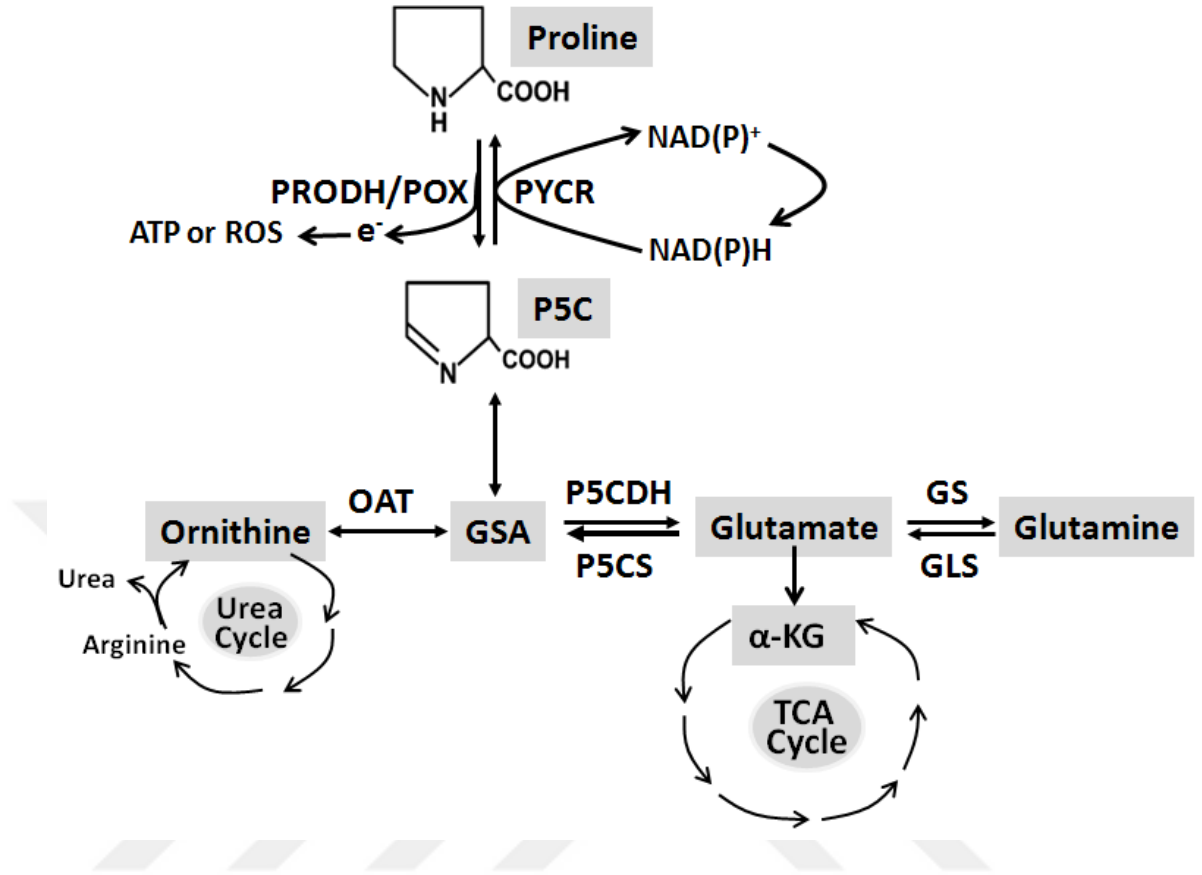 Proline
N
H
COOH
NAD(P)+
PRODH/POX
PYCR
ATP or ROS
e-
NAD(P)H
P5C
N
COOH
OAT
P5CDH
GS
Ornithine
GSA
Glutamate
Glutamine
P5CS
GLS
Urea
Urea
Cycle
Arginine
α-KG
TCA
Cycle